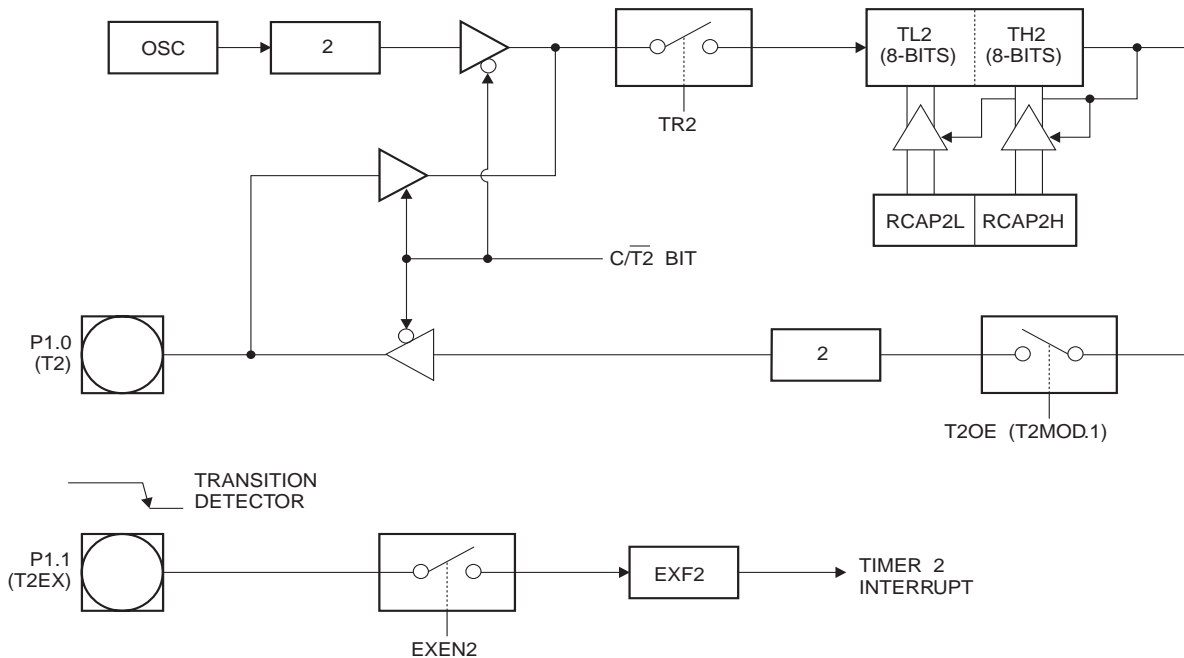 OSC
2
TR2
TL2
(8-BITS)
TH2
(8-BITS)
RCAP2L
RCAP2H
C/T2̅ BIT
P1.0
(T2)
2
T2OE (T2MOD.1)
TRANSITION
DETECTOR
P1.1
(T2EX)
EXEN2
EXF2
TIMER 2
INTERRUPT